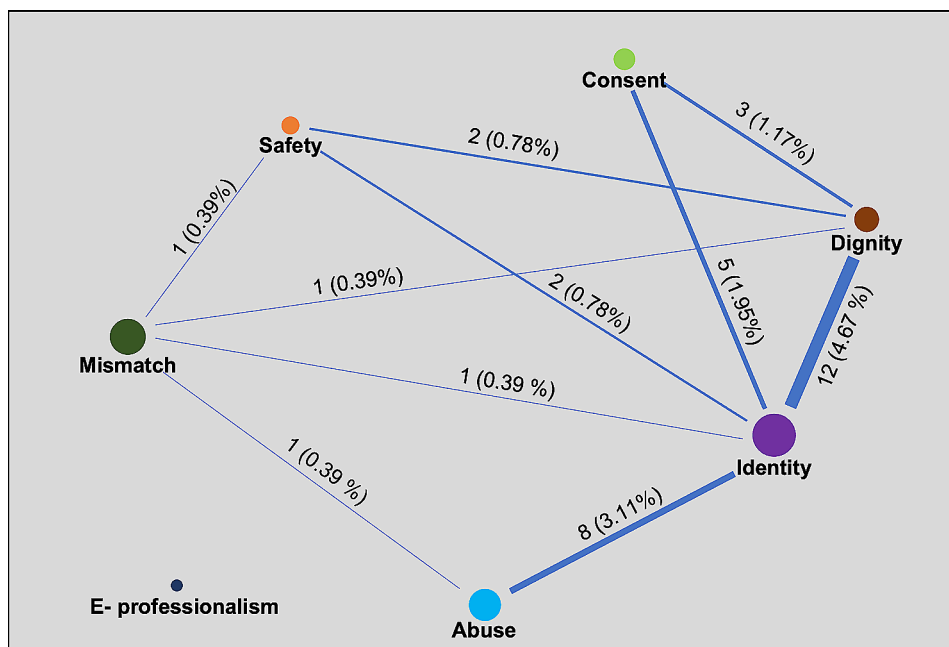 Consent
3 (1.17%)
2 (0.78%)
Safety
1 (0.39%)
Dignity
1 (0.39%)
2 (0.78%)
5 (1.95%)
12 (4.67 %)
Mismatch
1 (0.39 %)
1 (0.39 %)
Identity
8 (3.11%)
E- professionalism
Abuse